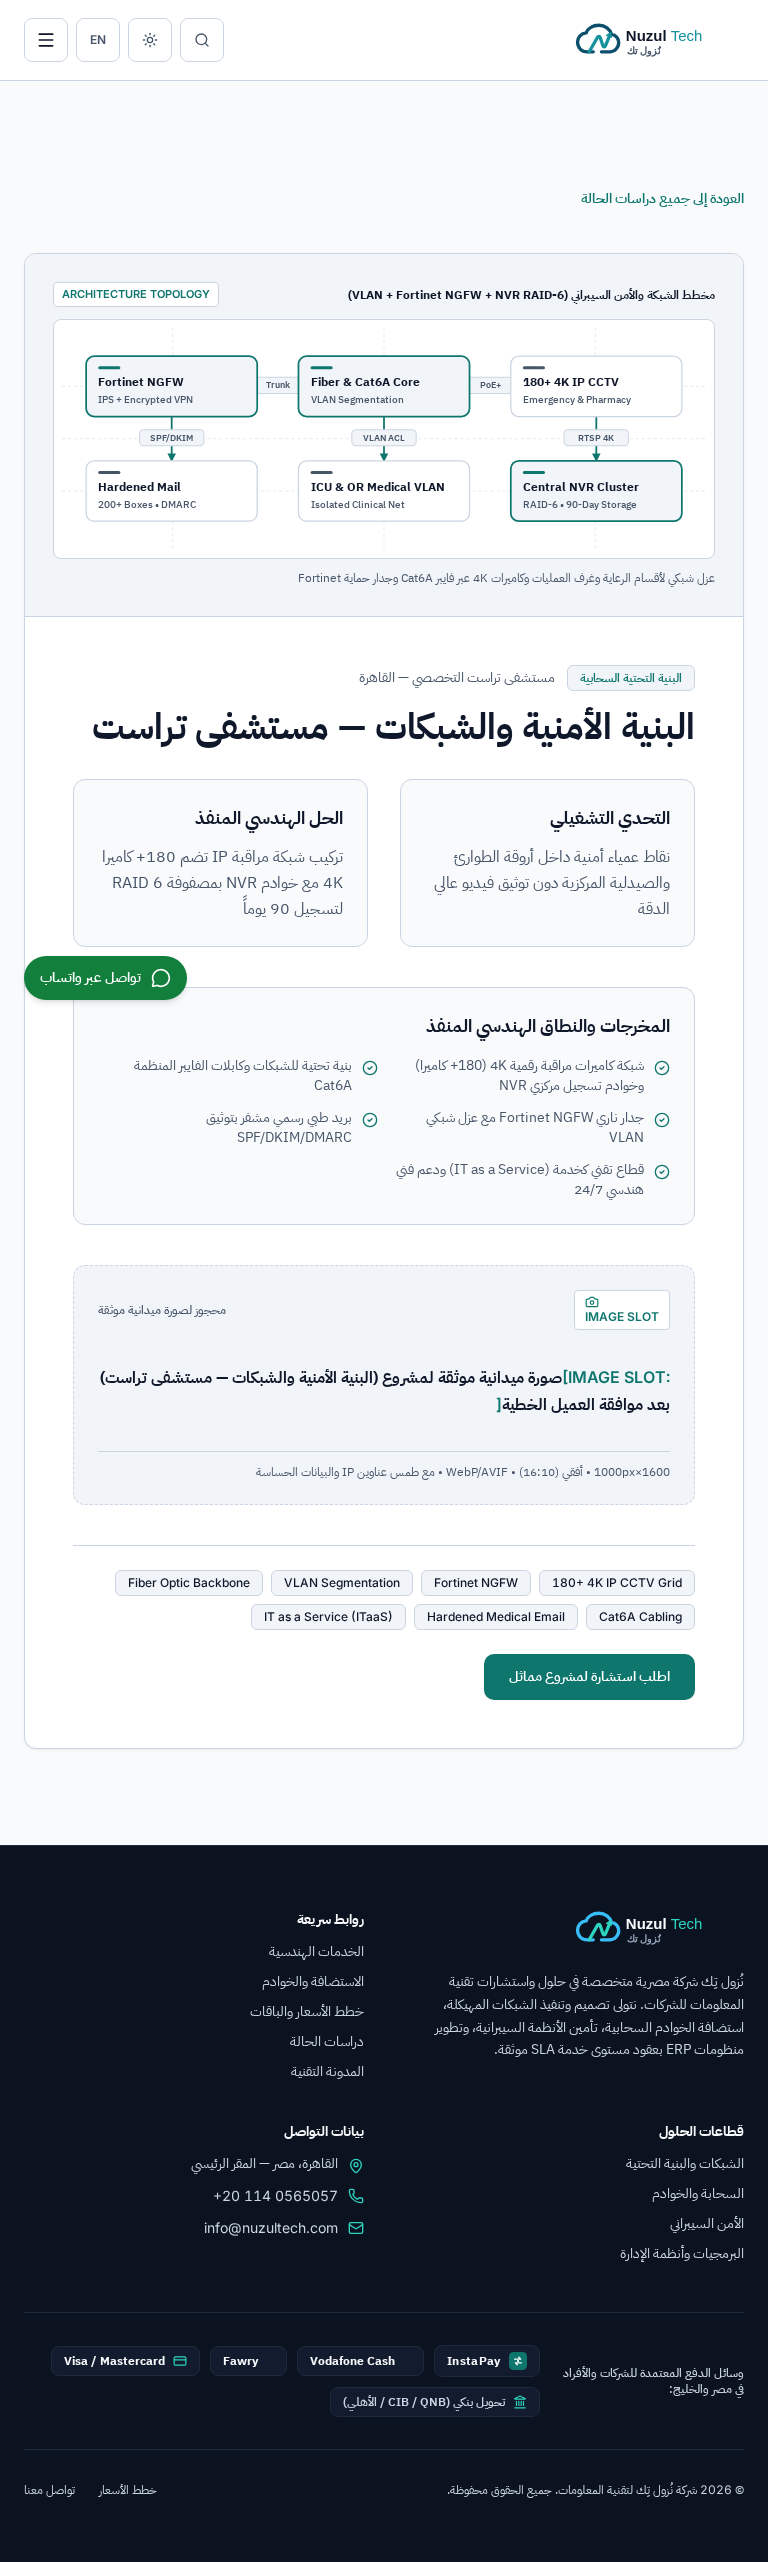 Nuzul Tech
نُزول تك
EN
العودة إلى جميع دراسات الحالة
مخطط الشبكة والأمن السيبراني (VLAN + Fortinet NGFW + NVR RAID-6)
ARCHITECTURE TOPOLOGY
Fortinet NGFW
IPS + Encrypted VPN
Trunk
Fiber & Cat6A Core
VLAN Segmentation
PoE+
180+ 4K IP CCTV
Emergency & Pharmacy
SPF/DKIM
VLAN ACL
RTSP 4K
Hardened Mail
200+ Boxes • DMARC
ICU & OR Medical VLAN
Isolated Clinical Net
Central NVR Cluster
RAID-6 • 90-Day Storage
عزل شبكي لأقسام الرعاية وغرف العمليات وكاميرات 4K عبر فايبر Cat6A وجدار حماية Fortinet
البنية التحتية السحابية
مستشفى تراست التخصصي — القاهرة
البنية الأمنية والشبكات — مستشفى تراست
التحدي التشغيلي
نقاط عمياء أمنية داخل أروقة الطوارئ
والصيدلية المركزية دون توثيق فيديو عالي
الدقة
الحل الهندسي المنفذ
تركيب شبكة مراقبة IP تضم 180+ كاميرا
4K مع خوادم NVR بمصفوفة RAID 6
لتسجيل 90 يوماً
تواصل عبر واتساب
المخرجات والنطاق الهندسي المنفذ
شبكة كاميرات مراقبة رقمية 4K (180+ كاميرا)
وخوادم تسجيل مركزي NVR
بنية تحتية للشبكات وكابلات الفايبر المنظمة
Cat6A
جدار ناري Fortinet NGFW مع عزل شبكي
VLAN
بريد طبي رسمي مشفر بتوثيق
SPF/DKIM/DMARC
قطاع تقني كخدمة (IT as a Service) ودعم فني
هندسي 24/7
IMAGE SLOT
محجوز لصورة ميدانية موثقة
[IMAGE SLOT: صورة ميدانية موثقة لمشروع (البنية الأمنية والشبكات — مستشفى تراست)
بعد موافقة العميل الخطية]
1600×1000px • أفقي (16:10) • WebP/AVIF • مع طمس عناوين IP والبيانات الحساسة
180+ 4K IP CCTV Grid
Fortinet NGFW
VLAN Segmentation
Fiber Optic Backbone
Cat6A Cabling
Hardened Medical Email
IT as a Service (ITaaS)
اطلب استشارة لمشروع مماثل
Nuzul Tech
نُزول تك
نُزول تِك شركة مصرية متخصصة في حلول واستشارات تقنية
المعلومات للشركات. نتولى تصميم وتنفيذ الشبكات المهيكلة،
استضافة الخوادم السحابية، تأمين الأنظمة السيبرانية، وتطوير
منظومات ERP بعقود مستوى خدمة SLA موثقة.
روابط سريعة
الخدمات الهندسية
الاستضافة والخوادم
خطط الأسعار والباقات
دراسات الحالة
المدونة التقنية
قطاعات الحلول
الشبكات والبنية التحتية
السحابة والخوادم
الأمن السيبراني
البرمجيات وأنظمة الإدارة
بيانات التواصل
القاهرة، مصر — المقر الرئيسي
+20 114 0565057
info@nuzultech.com
وسائل الدفع المعتمدة للشركات والأفراد
في مصر والخليج:
InstaPay
Vodafone Cash
Fawry
Visa / Mastercard
تحويل بنكي (CIB / QNB / الأهلي)
© 2026 شركة نُزول تِك لتقنية المعلومات. جميع الحقوق محفوظة.
خطط الأسعار
تواصل معنا